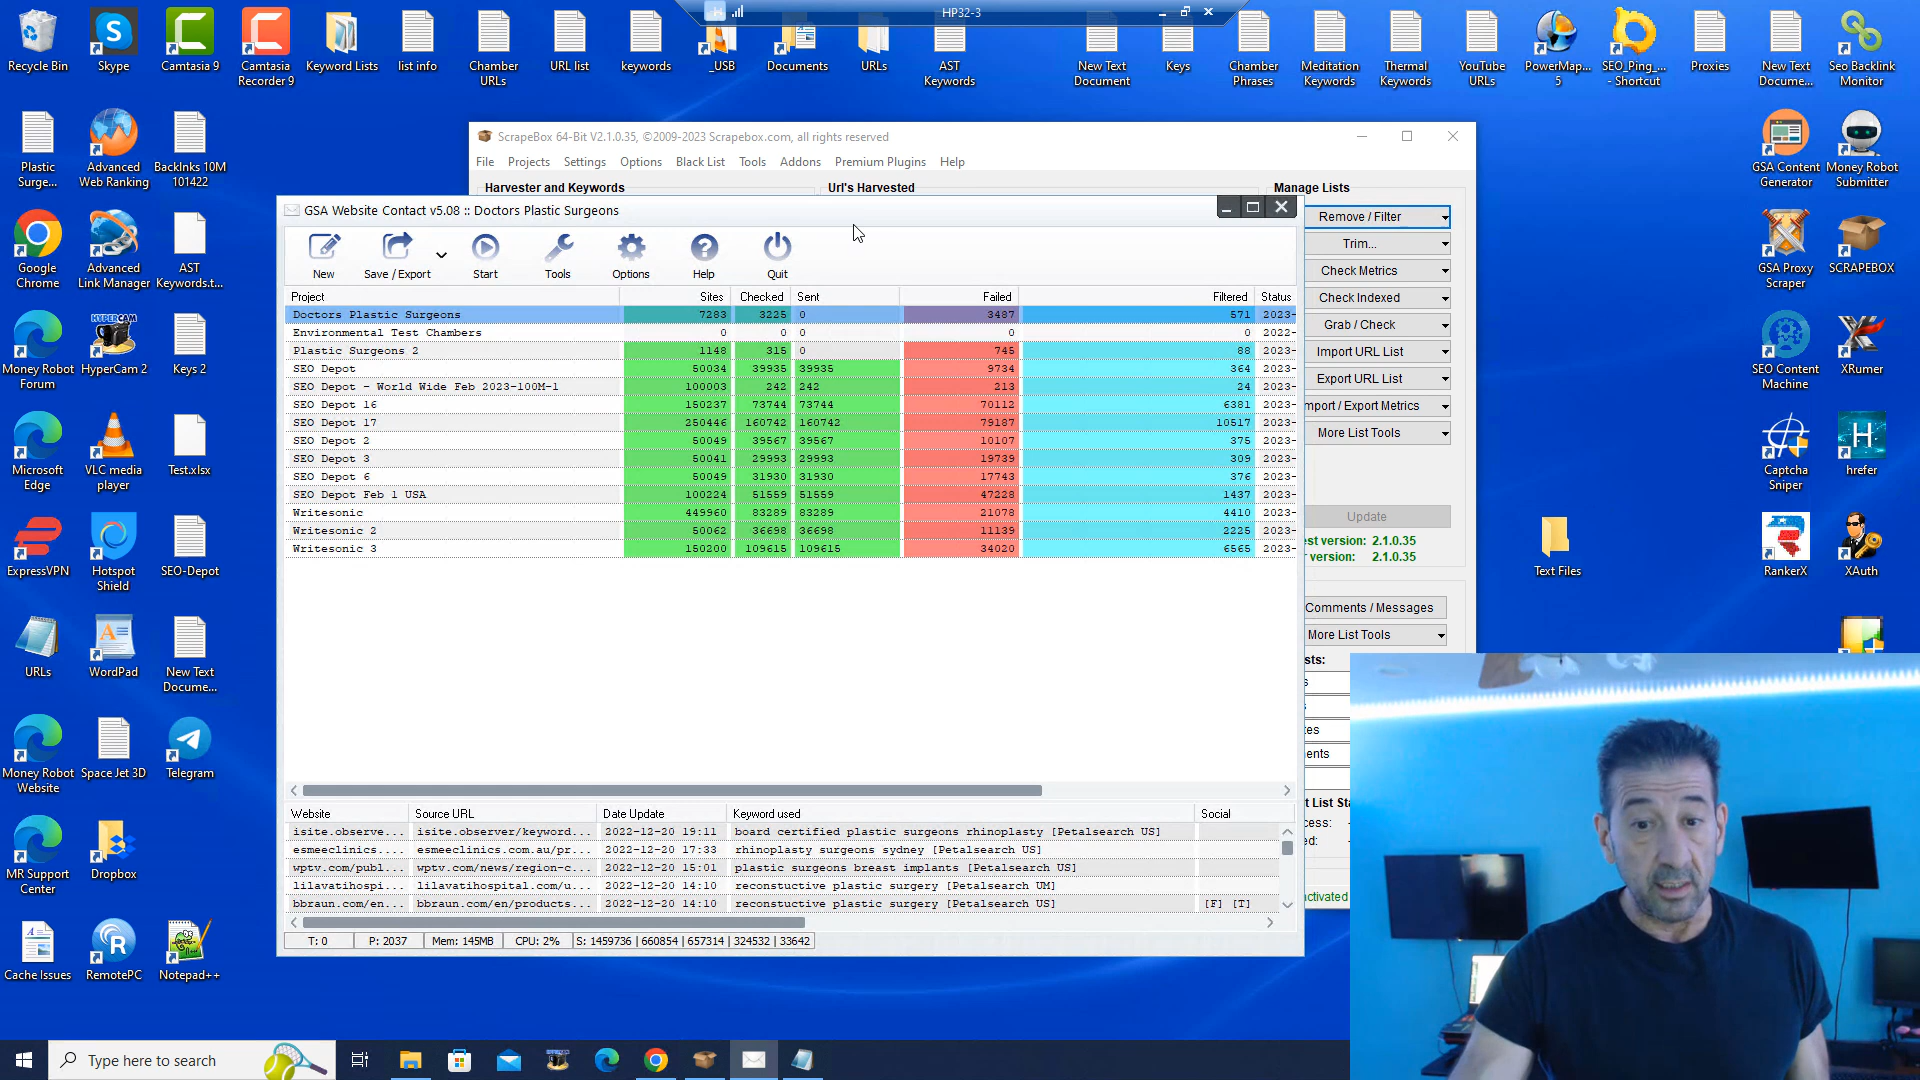 HP32-3
Recycle Bin
Skype
Camtasia 9
Camtasia
Recorder 9
Keyword Lists
list info
Chamber
URLs
URL list
keywords
_USB
Documents
URLs
AST
Keywords
New Text
Document
Keys
Chamber
Phrases
Meditation
Keywords
Thermal
Keywords
YouTube
URLs
PowerMap...
5
SEO_Ping_...
- Shortcut
Proxies
New Text
Docume...
Seo Backlink
Monitor
Plastic
Surge...
Advanced
Web Ranking
Backlnks 10M
101422
GSA Content
Generator
Money Robot
Submitter
Google
Chrome
Advanced
Link Manager
AST
Keywords.t...
GSA Proxy
Scraper
SCRAPEBOX
Money Robot
Forum
HYPERCAM
HyperCam 2
Keys 2
SEO Content
Machine
XRumer
Microsoft
Edge
VLC media
player
Test.xlsx
Captcha
Sniper
H
hrefer
ExpressVPN
Hotspot
Shield
SEO-Depot
Text Files
RankerX
XAuth
URLs
WordPad
New Text
Docume...
Money Robot
Website
Space Jet 3D
Telegram
MR Support
Center
Dropbox
Cache Issues
RemotePC
Notepad++
ScrapeBox 64-Bit V2.1.0.35, ©2009-2023 Scrapebox.com, all rights reserved
File Projects Settings Options Black List Tools Addons Premium Plugins Help
Harvester and Keywords
Url's Harvested
Manage Lists
Remove / Filter
Trim...
Check Metrics
Check Indexed
Grab / Check
Import URL List
Export URL List
mport / Export Metrics
More List Tools
Update
est version: 2.1.0.35
r version: 2.1.0.35
Comments / Messages
More List Tools
sts:
s
s
tes
nents
t List Sta
cess:
ed:
ctivated
GSA Website Contact v5.08 :: Doctors Plastic Surgeons
New Save / Export Start Tools Options Help Quit
Project Sites Checked Sent Failed Filtered Status
Doctors Plastic Surgeons 7283 3225 0 3487 571 2023-
Environmental Test Chambers 0 0 0 0 0 2022-
Plastic Surgeons 2 1148 315 0 745 88 2023-
SEO Depot 50034 39935 39935 9734 364 2023-
SEO Depot - World Wide Feb 2023-100M-1 100003 242 242 213 24 2023-
SEO Depot 16 150237 73744 73744 70112 6381 2023-
SEO Depot 17 250446 160742 160742 79187 10517 2023-
SEO Depot 2 50049 39567 39567 10107 375 2023-
SEO Depot 3 50041 29993 29993 19739 309 2023-
SEO Depot 6 50049 31930 31930 17743 376 2023-
SEO Depot Feb 1 USA 100224 51559 51559 47228 1437 2023-
Writesonic 449960 83289 83289 21078 4410 2023-
Writesonic 2 50062 36698 36698 11139 2225 2023-
Writesonic 3 150200 109615 109615 34020 6565 2023-
Website Source URL Date Update Keyword used Social
isite.observe... isite.observer/keyword... 2022-12-20 19:11 board certified plastic surgeons rhinoplasty [Petalsearch US]
esmeeclinics.... esmeeclinics.com.au/pr... 2022-12-20 17:33 rhinoplasty surgeons sydney [Petalsearch US]
wptv.com/publ... wptv.com/news/region-c... 2022-12-20 15:01 plastic surgeons breast implants [Petalsearch US]
lilavatihospi... lilavatihospital.com/u... 2022-12-20 14:10 reconstuctive plastic surgery [Petalsearch UM]
bbraun.com/en... bbraun.com/en/products... 2022-12-20 14:10 reconstuctive plastic surgery [Petalsearch US] [F] [T]
T: 0 P: 2037 Mem: 145MB CPU: 2% S: 1459736 | 660854 | 657314 | 324532 | 33642
Type here to search